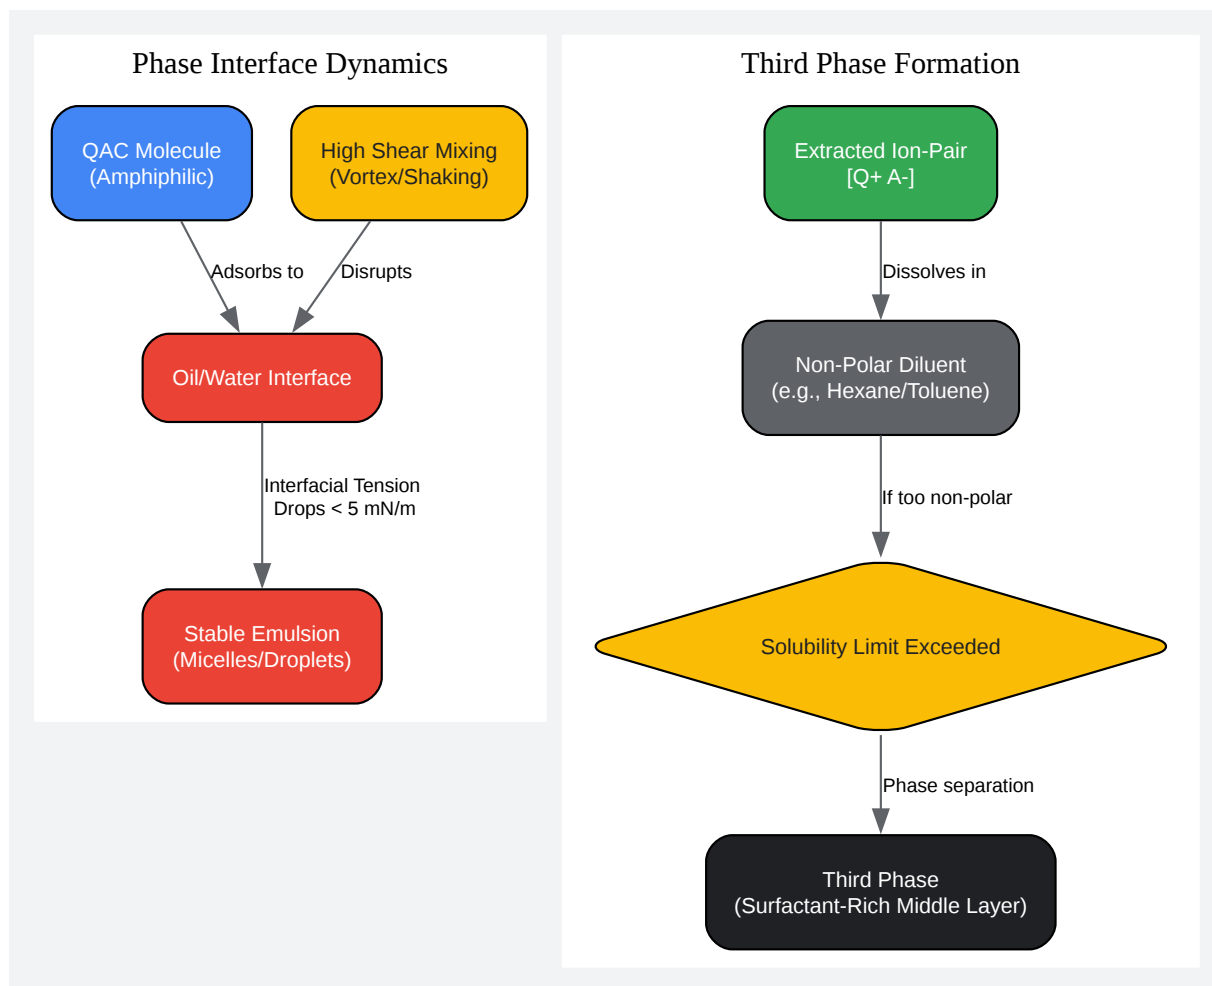 Phase Interface Dynamics
QAC Molecule
(Amphiphilic)
High Shear Mixing
(Vortex/Shaking)
Adsorbs to
Disrupts
Oil/Water Interface
Interfacial Tension
Drops < 5 mN/m
Stable Emulsion
(Micelles/Droplets)
Third Phase Formation
Extracted Ion-Pair
[Q+ A-]
Dissolves in
Non-Polar Diluent
(e.g., Hexane/Toluene)
If too non-polar
Solubility Limit Exceeded
Phase separation
Third Phase
(Surfactant-Rich Middle Layer)